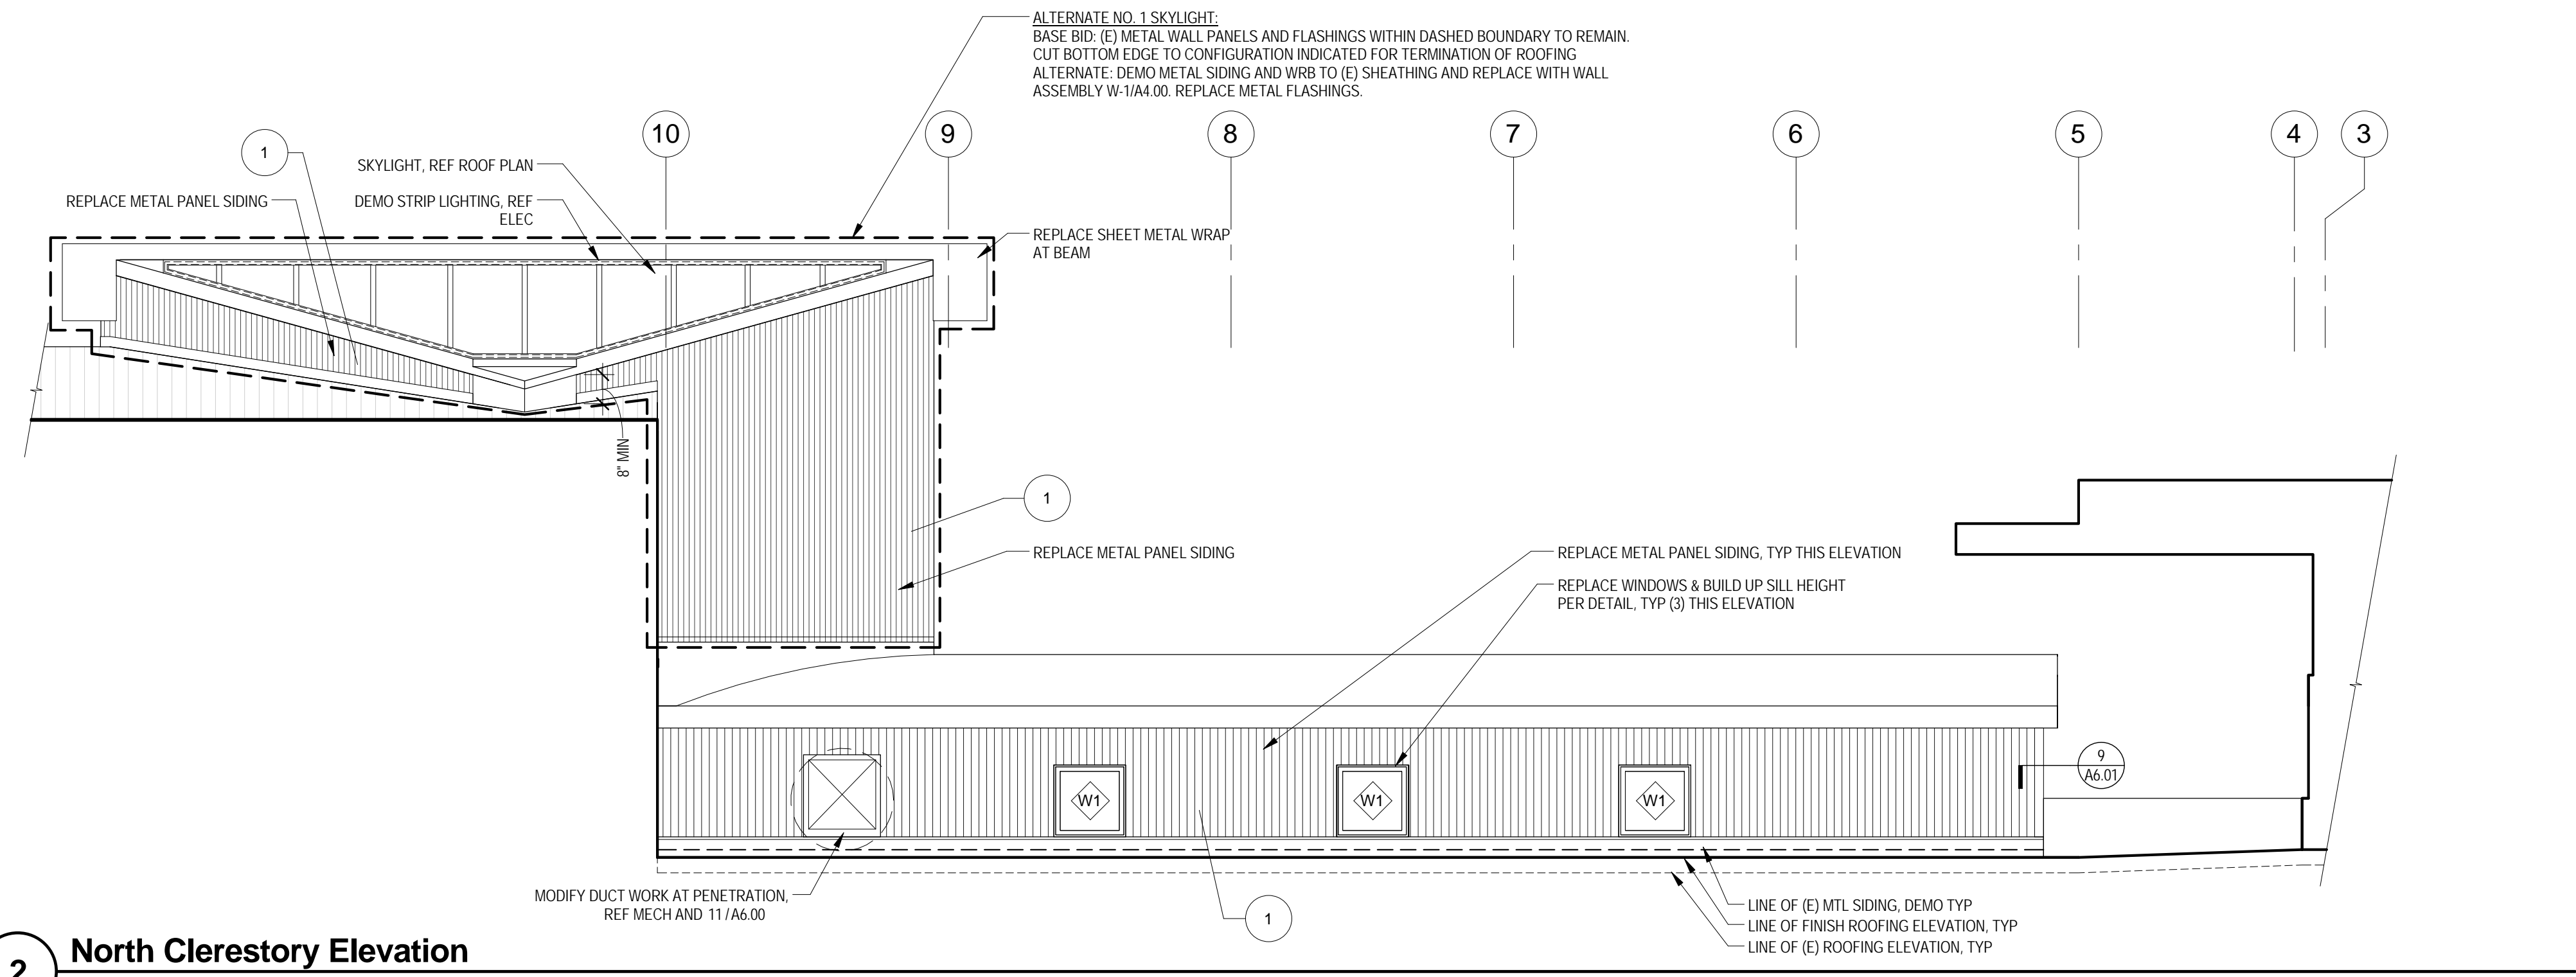 ALTERNATE NO. 1 SKYLIGHT:
BASE BID: (E) METAL WALL PANELS AND FLASHINGS WITHIN DASHED BOUNDARY TO REMAIN.
CUT BOTTOM EDGE TO CONFIGURATION INDICATED FOR TERMINATION OF ROOFING
ALTERNATE: DEMO METAL SIDING AND WRB TO (E) SHEATHING AND REPLACE WITH WALL
ASSEMBLY W-1/A4.00. REPLACE METAL FLASHINGS.
10
9
8
7
6
5
4
3
1
SKYLIGHT, REF ROOF PLAN
REPLACE METAL PANEL SIDING
DEMO STRIP LIGHTING, REF
ELEC
REPLACE SHEET METAL WRAP
AT BEAM
8" MIN
1
REPLACE METAL PANEL SIDING
REPLACE METAL PANEL SIDING, TYP THIS ELEVATION
REPLACE WINDOWS & BUILD UP SILL HEIGHT
PER DETAIL, TYP (3) THIS ELEVATION
9
A6.01
W1
W1
W1
MODIFY DUCT WORK AT PENETRATION,
REF MECH AND 11/A6.00
1
LINE OF (E) MTL SIDING, DEMO TYP
LINE OF FINISH ROOFING ELEVATION, TYP
LINE OF (E) ROOFING ELEVATION, TYP
2
North Clerestory Elevation